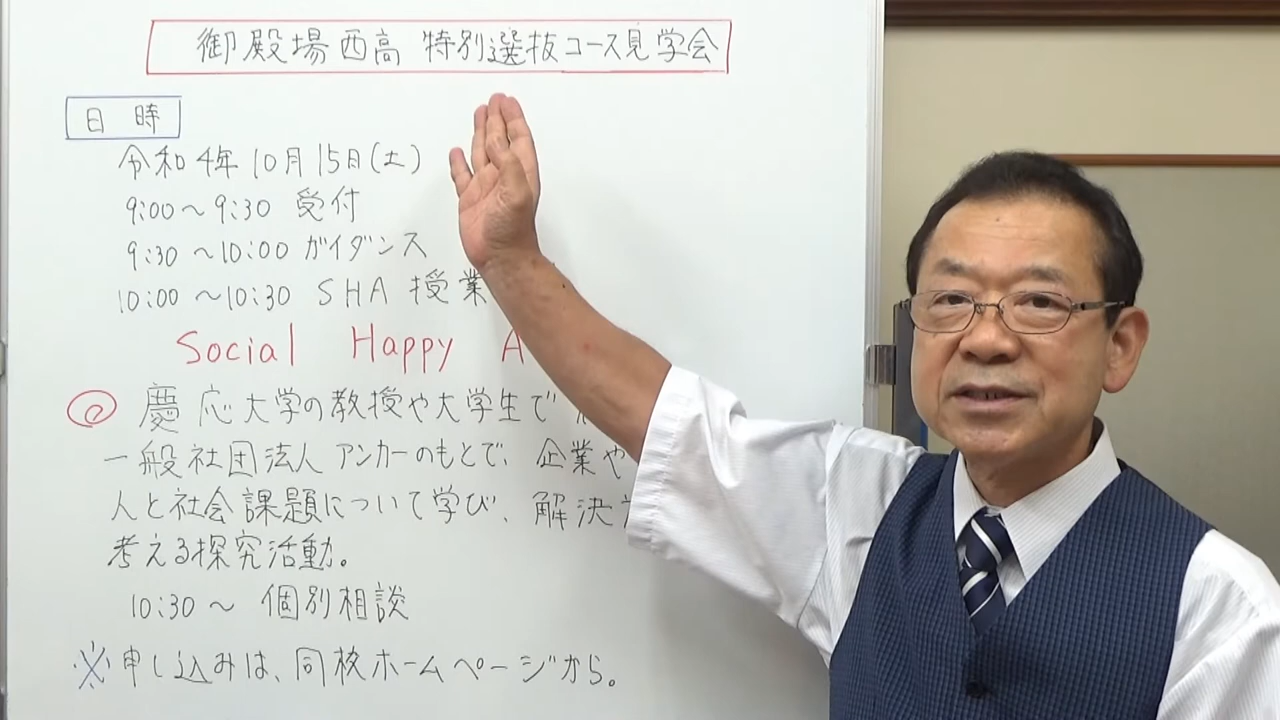 御殿場西高 特別選抜コース見学会
日 時
令和4年10月15日(土)
9:00～9:30 受付
9:30～10:00 ガイダンス
10:00～10:30 SHA 授業
Social Happy A
◎ 慶応大学の教授や大学生で
一般社団法人 アンカーのもとで、企業や
人と社会課題について学び、解決
考える探究活動。
10:30～ 個別相談
※申し込みは、同校ホームページから。